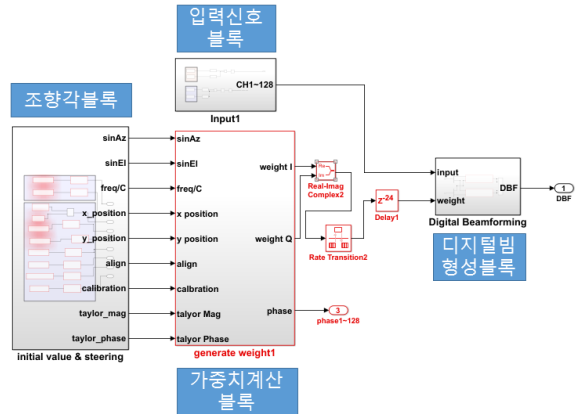 입력신호
블록
조향각블록
CH1~128
Input1
sinAz
sinEl
freq/C
x_position
y_position
align
calibration
taylor_mag
taylor_phase
initial value & steering
sinAz
sinEl
freq/C
x position
y position
align
calbration
talyor Mag
talyor Phase
weight I
weight Q
phase
generate weight1
Re
Im
Real-Imag
Complex2
Rate Transition2
z-24
Delay1
3
phase1~128
input
weight
DBF
Digital Beamforming
1
DBF
디지털빔
형성블록
가중치계산
블록